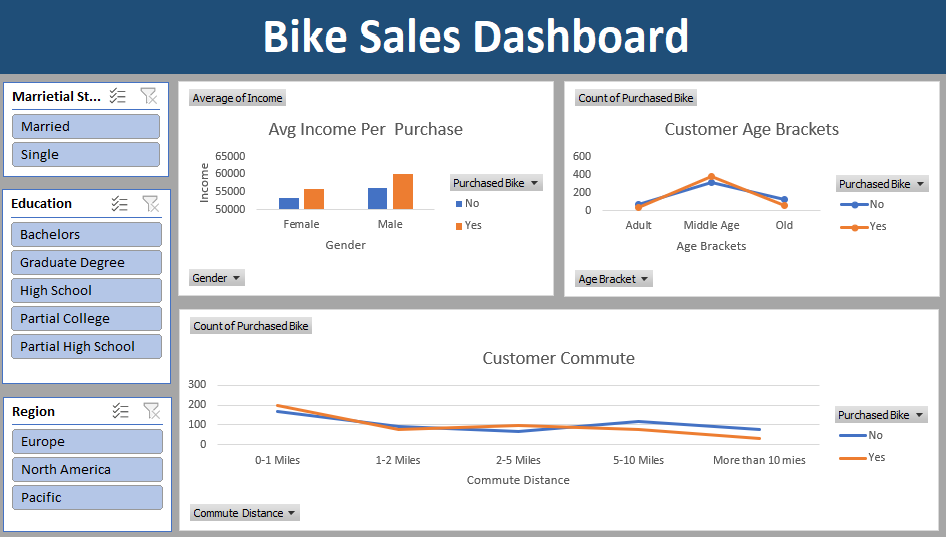 Bike Sales Dashboard
Marrietial St...
Married
Single
Education
Bachelors
Graduate Degree
High School
Partial College
Partial High School
Region
Europe
North America
Pacific
Average of Income
Avg Income Per Purchase
65000
60000
55000
50000
Income
Female
Male
Gender
Purchased Bike
No
Yes
Gender
Count of Purchased Bike
Customer Age Brackets
600
400
200
0
Adult
Middle Age
Old
Age Brackets
Purchased Bike
No
Yes
Age Bracket
Count of Purchased Bike
Customer Commute
300
200
100
0
0-1 Miles
1-2 Miles
2-5 Miles
5-10 Miles
More than 10 mies
Commute Distance
Purchased Bike
No
Yes
Commute Distance